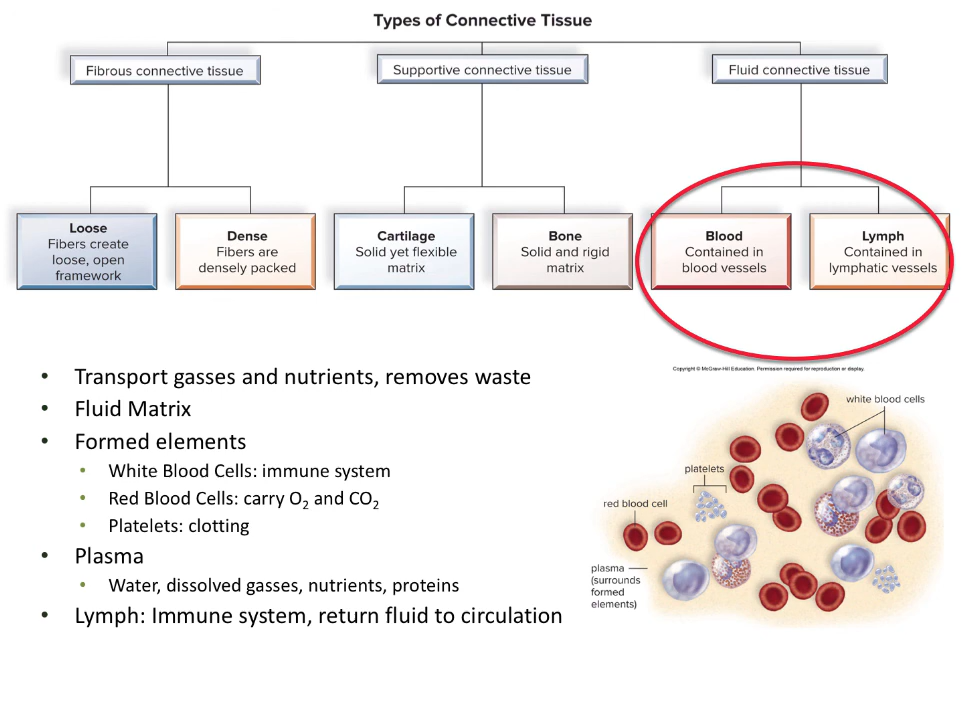 Types of Connective Tissue
Fibrous connective tissue
Supportive connective tissue
Fluid connective tissue
Loose
Fibers create
loose, open
framework
Dense
Fibers are
densely packed
Cartilage
Solid yet flexible
matrix
Bone
Solid and rigid
matrix
Blood
Contained in
blood vessels
Lymph
Contained in
lymphatic vessels
• Transport gasses and nutrients, removes waste
• Fluid Matrix
• Formed elements
• White Blood Cells: immune system
• Red Blood Cells: carry O₂ and CO₂
• Platelets: clotting
• Plasma
• Water, dissolved gasses, nutrients, proteins
• Lymph: Immune system, return fluid to circulation
Copyright © McGraw-Hill Education. Permission required for reproduction or display.
white blood cells
platelets
red blood cell
plasma
(surrounds
formed
elements)